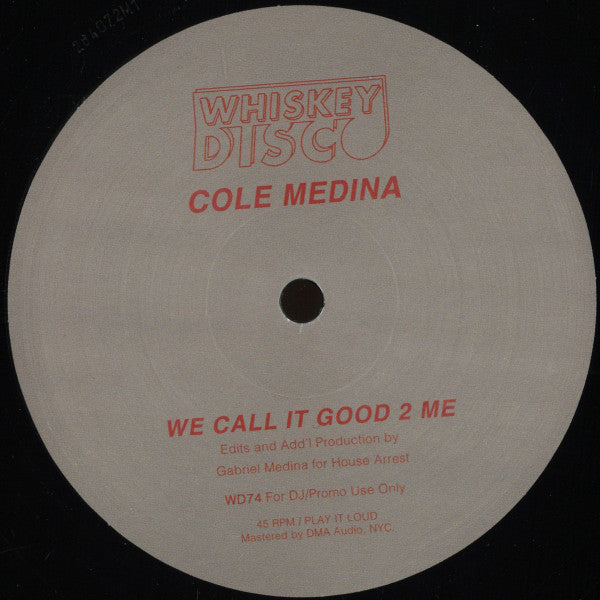 WHISKEY
DISCO
COLE MEDINA
WE CALL IT GOOD 2 ME
Edits and Add'l Production by
Gabriel Medina for House Arrest
WD74 For DJ/Promo Use Only
45 RPM / PLAY IT LOUD
Mastered by DMA Audio, NYC.